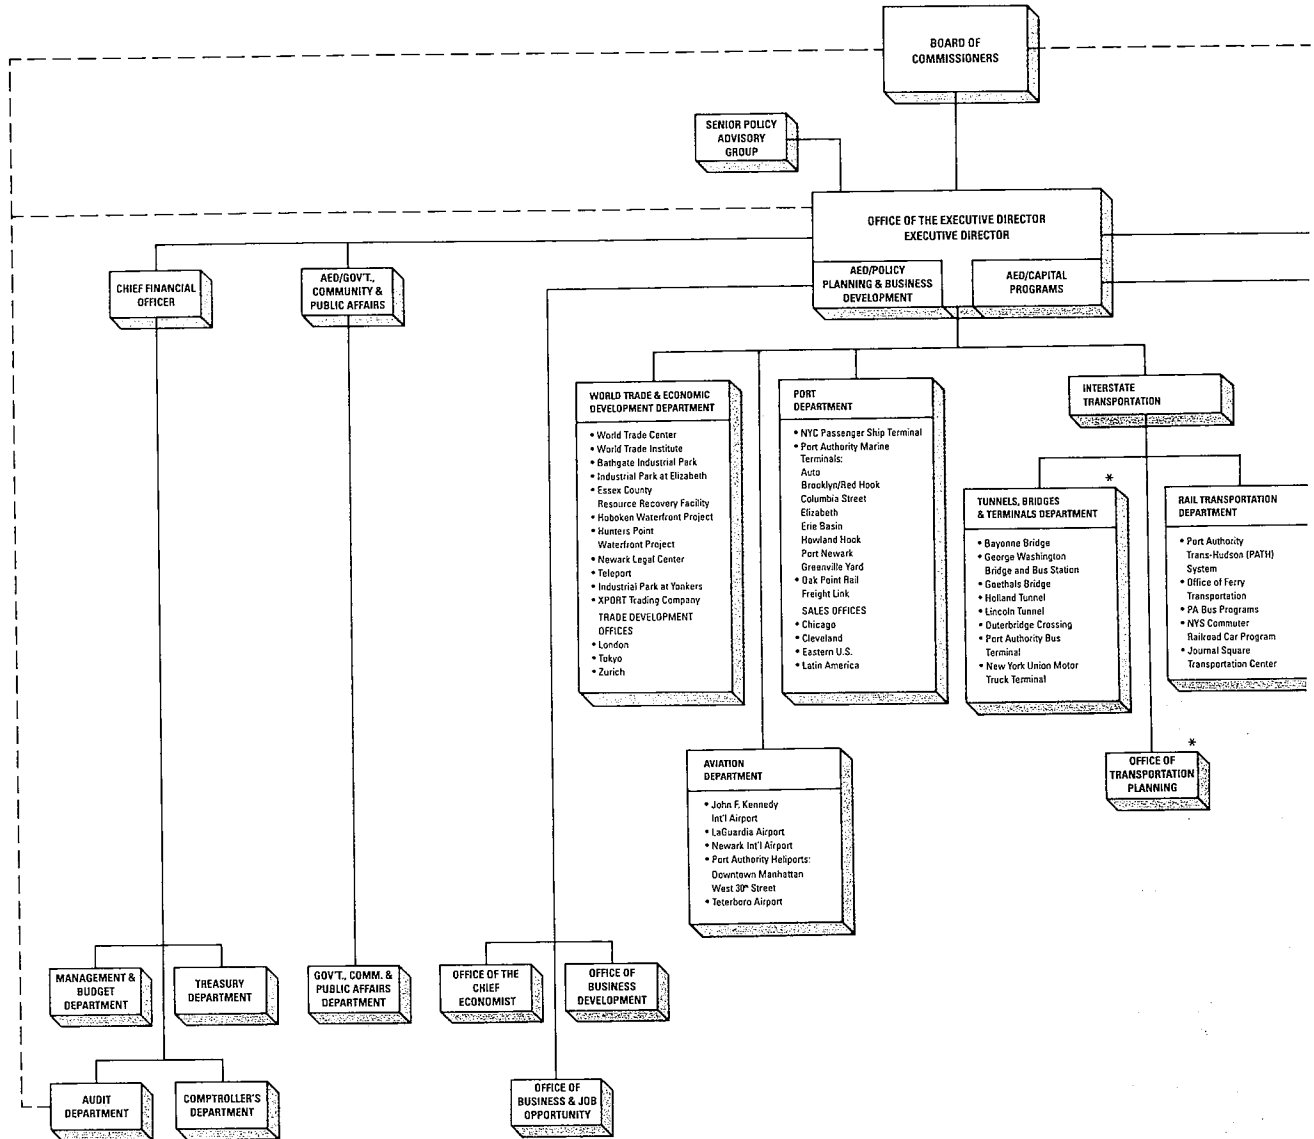 BOARD OF
COMMISSIONERS
SENIOR POLICY
ADVISORY
GROUP
OFFICE OF THE EXECUTIVE DIRECTOR
EXECUTIVE DIRECTOR
AED/POLICY
PLANNING & BUSINESS
DEVELOPMENT
AED/CAPITAL
PROGRAMS
CHIEF FINANCIAL
OFFICER
AED/GOV'T.,
COMMUNITY &
PUBLIC AFFAIRS
WORLD TRADE & ECONOMIC
DEVELOPMENT DEPARTMENT
• World Trade Center
• World Trade Institute
• Bathgate Industrial Park
• Industrial Park at Elizabeth
• Essex County
Resource Recovery Facility
• Hoboken Waterfront Project
• Hunters Point
Waterfront Project
• Newark Legal Center
• Teleport
• Industrial Park at Yonkers
• XPORT Trading Company
TRADE DEVELOPMENT
OFFICES
• London
• Tokyo
• Zurich
PORT
DEPARTMENT
• NYC Passenger Ship Terminal
• Port Authority Marine
Terminals:
Auto
Brooklyn/Red Hook
Columbia Street
Elizabeth
Erie Basin
Howland Hook
Port Newark
Greenville Yard
• Oak Point Rail
Freight Link
SALES OFFICES
• Chicago
• Cleveland
• Eastern U.S.
• Latin America
INTERSTATE
TRANSPORTATION
*
TUNNELS, BRIDGES
& TERMINALS DEPARTMENT
• Bayonne Bridge
• George Washington
Bridge and Bus Station
• Goethals Bridge
• Holland Tunnel
• Lincoln Tunnel
• Outerbridge Crossing
• Port Authority Bus
Terminal
• New York Union Motor
Truck Terminal
RAIL TRANSPORTATION
DEPARTMENT
• Port Authority
Trans-Hudson (PATH)
System
• Office of Ferry
Transportation
• PA Bus Programs
• NYS Commuter
Railroad Car Program
• Journal Square
Transportation Center
AVIATION
DEPARTMENT
• John F. Kennedy
Int'l Airport
• LaGuardia Airport
• Newark Int'l Airport
• Port Authority Heliports:
Downtown Manhattan
West 30th Street
• Teterboro Airport
*
OFFICE OF
TRANSPORTATION
PLANNING
MANAGEMENT &
BUDGET
DEPARTMENT
TREASURY
DEPARTMENT
GOV'T., COMM. &
PUBLIC AFFAIRS
DEPARTMENT
OFFICE OF THE
CHIEF
ECONOMIST
OFFICE OF
BUSINESS
DEVELOPMENT
AUDIT
DEPARTMENT
COMPTROLLER'S
DEPARTMENT
OFFICE OF
BUSINESS & JOB
OPPORTUNITY